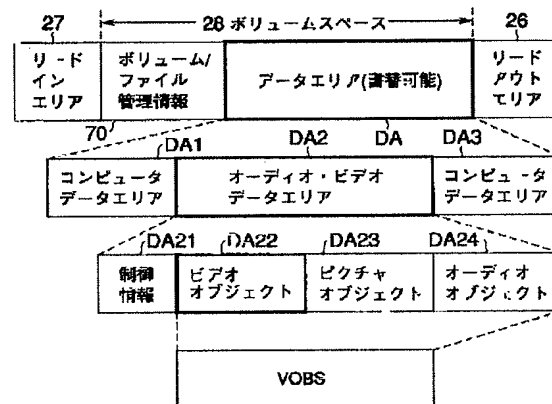 27
28 ボリュームスペース
26
リード
イン
エリア
ボリューム/
ファイル
管理情報
データエリア(書替可能)
リード
アウト
エリア
70
DA1
DA2
DA
DA3
コンピュータ
データエリア
オーディオ・ビデオ
データエリア
コンピュータ
データエリア
DA21
DA22
DA23
DA24
制御
情報
ビデオ
オブジェクト
ピクチャ
オブジェクト
オーディオ
オブジェクト
VOBS